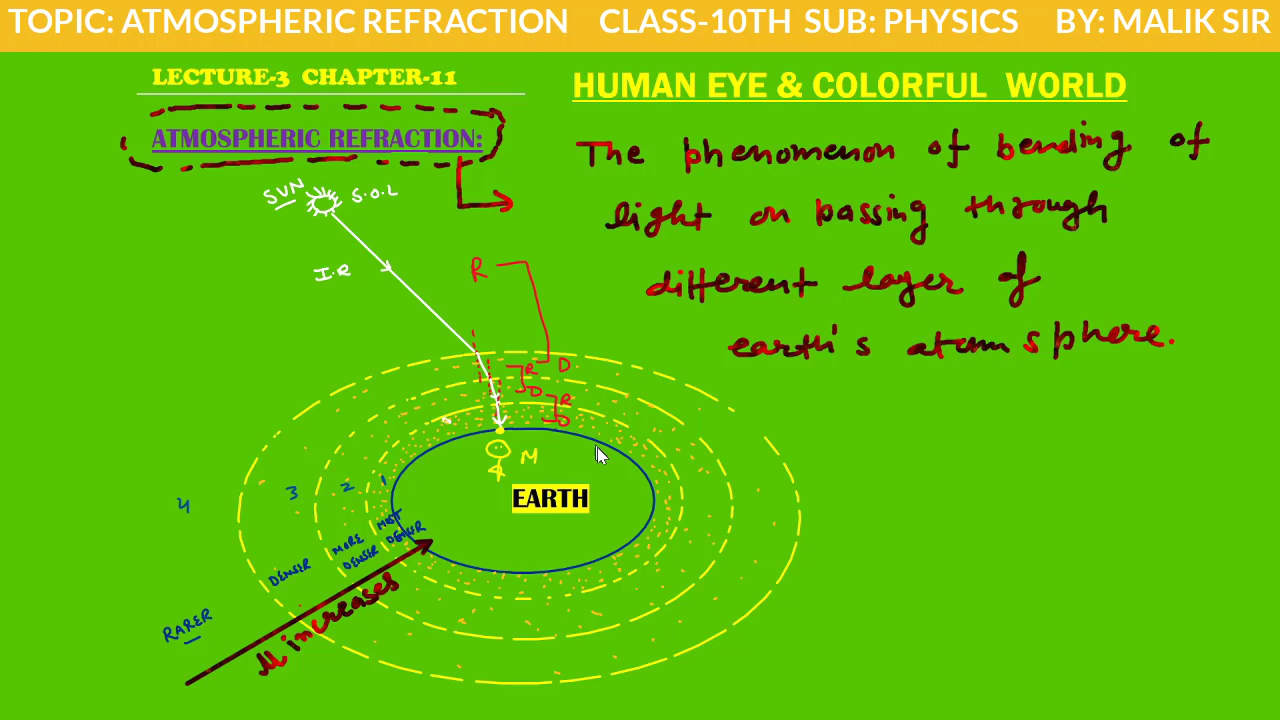 TOPIC: ATMOSPHERIC REFRACTION CLASS-10TH SUB: PHYSICS BY: MALIK SIR
LECTURE-3 CHAPTER-11
HUMAN EYE & COLORFUL WORLD
ATMOSPHERIC REFRACTION:
The phenomenon of bending of
light on passing through
different layer of
earth's atomsphere.
SUN S.O.L
I.R
R
D
R
D
R
D
M
EARTH
4 3 2 1
MOST
DENSER
MORE
DENSER
DENSER
RARER
μ increases